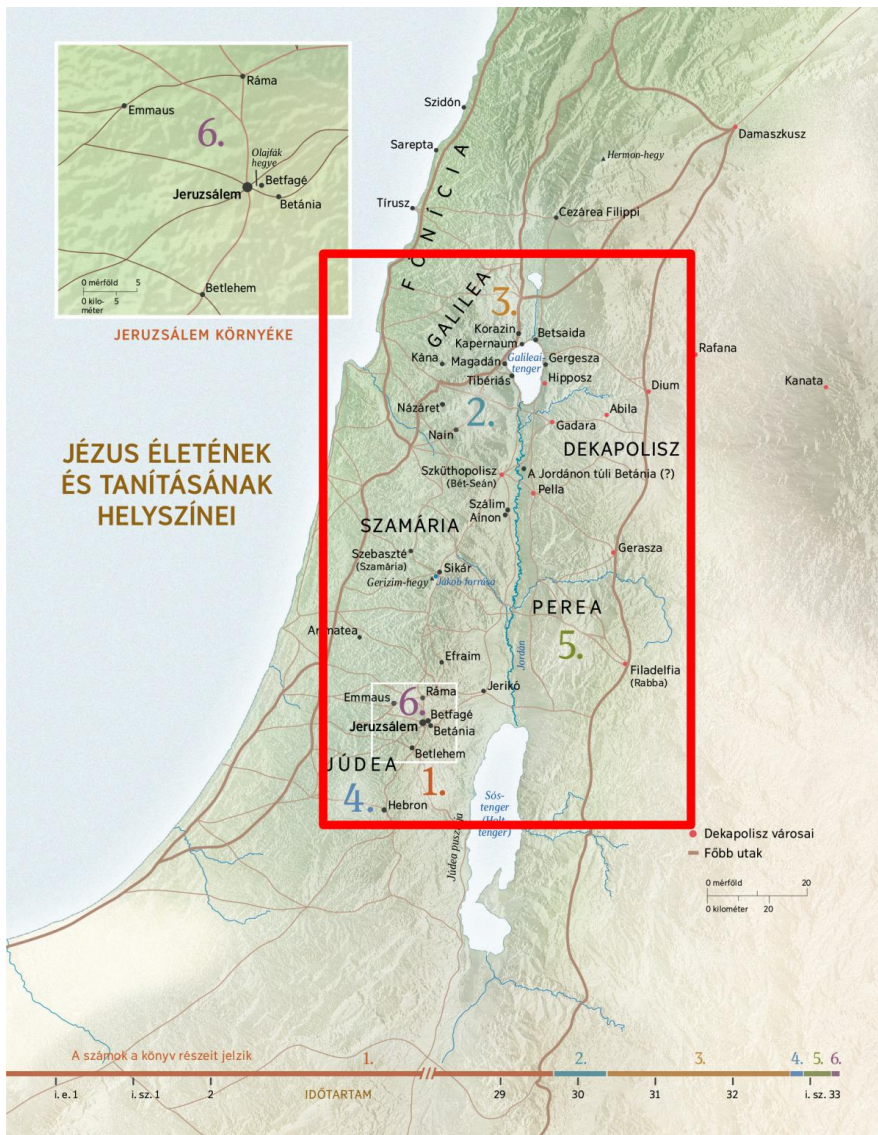 Ráma
Emmaus
6.
Olajfák
hegye
Betfagé
Jeruzsálem
Betánia
0 mérföld 5
0 kilo- 5
méter
Betlehem
JERUZSÁLEM KÖRNYÉKE
JÉZUS ÉLETÉNEK
ÉS TANÍTÁSÁNAK
HELYSZÍNEI
Szidón
Damaszkusz
Sarepta
Hermon-hegy
FŐNÍCIA
Tírusz
Cezárea Filippi
GALILEA
3.
Korazin
Betsaida
Kapernaum
Rafana
Kána
Magadán
Galileai-
tenger
Gergesza
Tibériás
Hipposz
Dium
Kanata
Názáret
2.
Abila
Gadara
Nain
DEKAPOLISZ
Szküthopolisz
(Bét-Seán)
A Jordánon túli Betánia (?)
Pella
Szálim
Ainon
SZAMÁRIA
Szebaszté
(Szamária)
Gerasza
Sikár
Gerizim-hegy
Jákob forrása
PEREA
5.
Arimatea
Efraim
Jordán
Filadelfia
(Rabba)
Jerikó
Emmaus
Ráma
6.
Betfagé
Jeruzsálem
Betánia
Betlehem
JÚDEA
1.
4.
Hebron
Sós-
tenger
(Holt-
tenger)
Júdea pusztája
Dekapolisz városai
Főbb utak
0 mérföld 20
0 kilométer 20
A számok a könyv részeit jelzik
1. 2. 3. 4. 5. 6.
i. e. 1 i. sz. 1 2 IDŐTARTAM 29 30 31 32 i. sz. 33